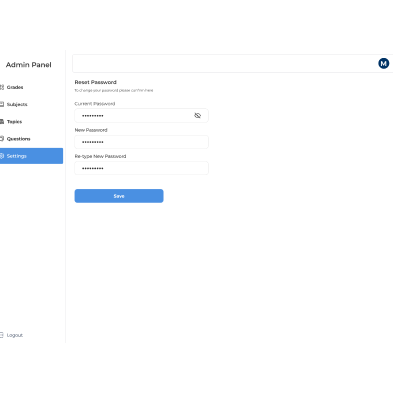 Admin Panel
M
Grades
Subjects
Topics
Questions
Settings
Logout
Reset Password
To change your password please confirm here
Current Password
•••••••••
New Password
•••••••••
Re-type New Password
•••••••••
Save